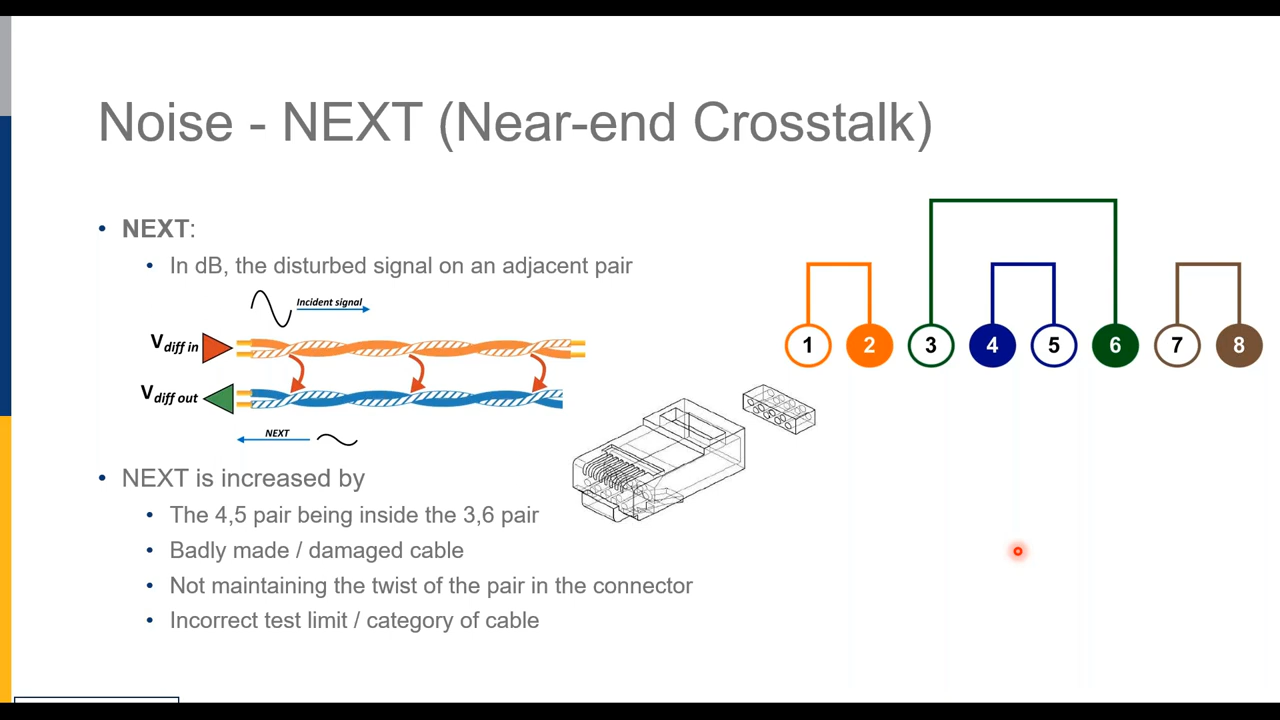 Noise - NEXT (Near-end Crosstalk)
• NEXT:
• In dB, the disturbed signal on an adjacent pair
Incident signal
V diff in
V diff out
NEXT
1 2 3 4 5 6 7 8
• NEXT is increased by
• The 4,5 pair being inside the 3,6 pair
• Badly made / damaged cable
• Not maintaining the twist of the pair in the connector
• Incorrect test limit / category of cable